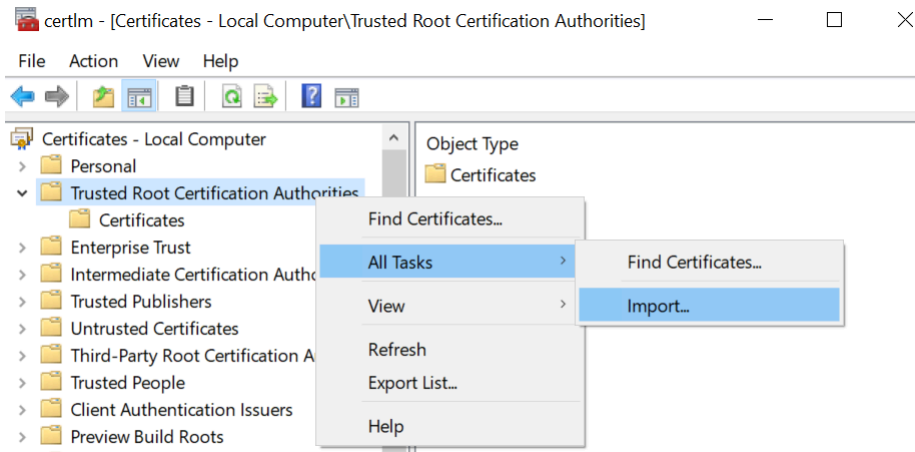 certlm - [Certificates - Local Computer\Trusted Root Certification Authorities]
File Action View Help
Certificates - Local Computer
Personal
Trusted Root Certification Authorities
Certificates
Enterprise Trust
Intermediate Certification Autho
Trusted Publishers
Untrusted Certificates
Third-Party Root Certification A
Trusted People
Client Authentication Issuers
Preview Build Roots
Object Type
Certificates
Find Certificates...
All Tasks
View
Refresh
Export List...
Help
Find Certificates...
Import...